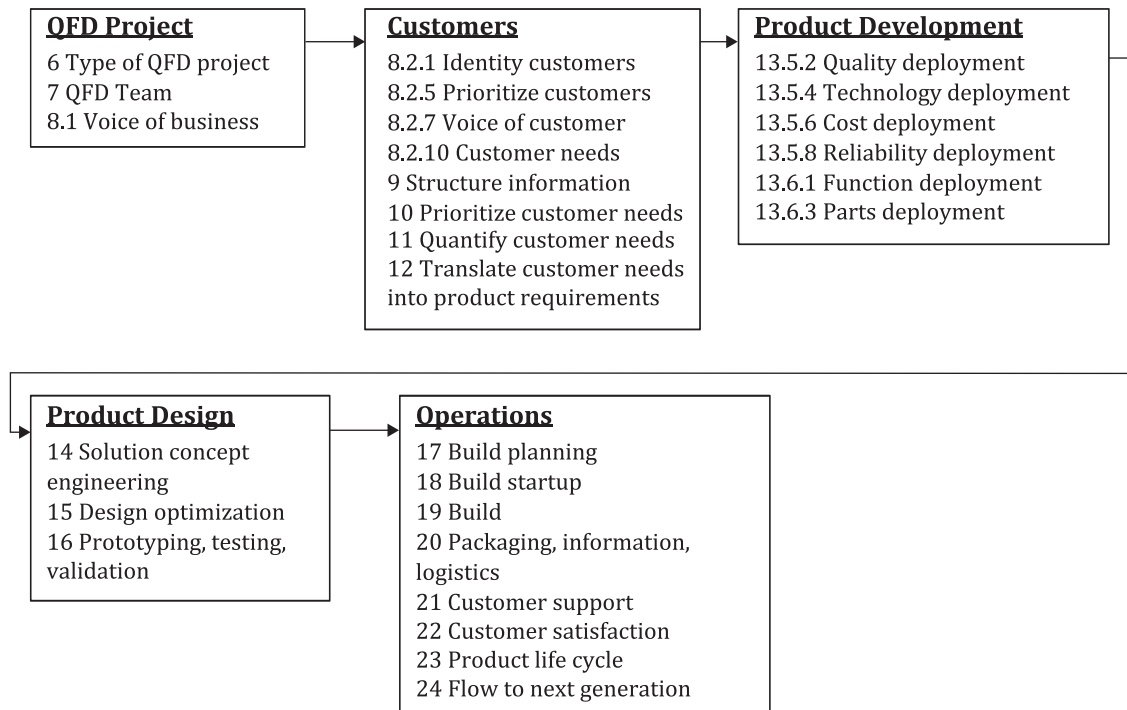 QFD Project
6 Type of QFD project
7 QFD Team
8.1 Voice of business
Customers
8.2.1 Identity customers
8.2.5 Prioritize customers
8.2.7 Voice of customer
8.2.10 Customer needs
9 Structure information
10 Prioritize customer needs
11 Quantify customer needs
12 Translate customer needs
into product requirements
Product Development
13.5.2 Quality deployment
13.5.4 Technology deployment
13.5.6 Cost deployment
13.5.8 Reliability deployment
13.6.1 Function deployment
13.6.3 Parts deployment
Product Design
14 Solution concept
engineering
15 Design optimization
16 Prototyping, testing,
validation
Operations
17 Build planning
18 Build startup
19 Build
20 Packaging, information,
logistics
21 Customer support
22 Customer satisfaction
23 Product life cycle
24 Flow to next generation